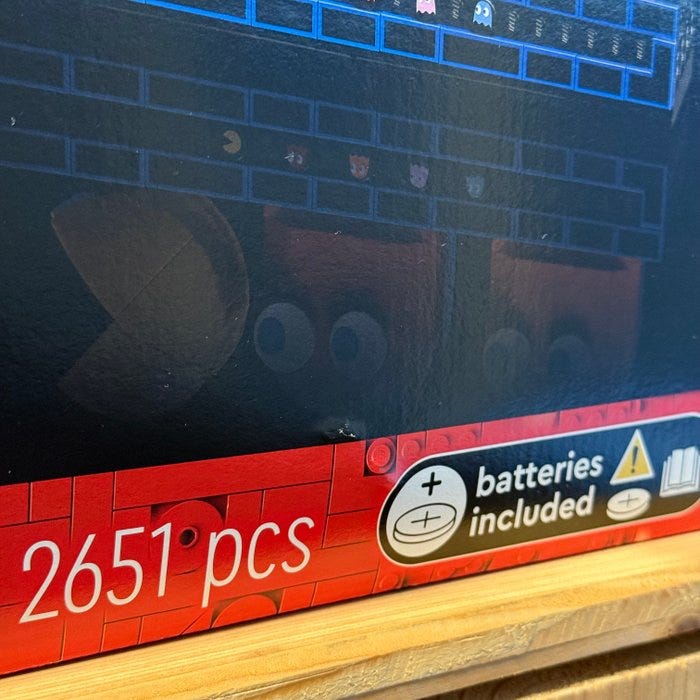 2651 pcs
batteries
included